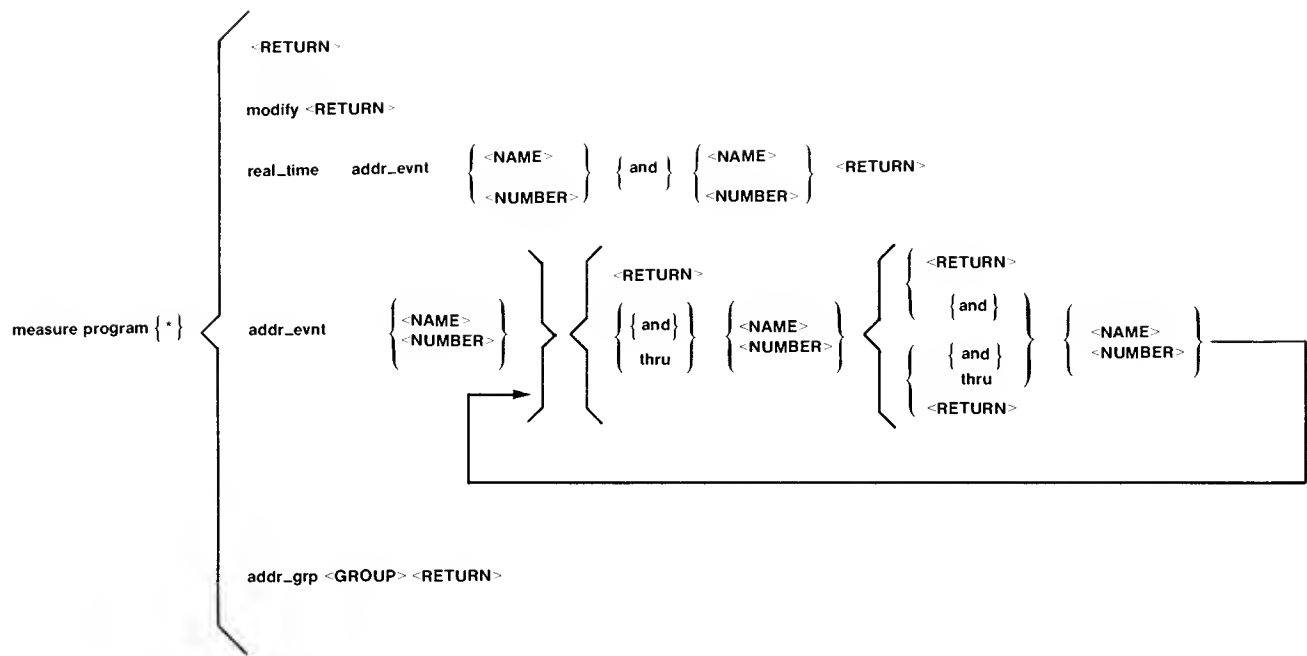 <RETURN>
modify <RETURN>
real_time addr_evnt { <NAME> <NUMBER> } {and} { <NAME> <NUMBER> } <RETURN>
measure program {*}
addr_evnt
<NAME>
<NUMBER>
<RETURN>
{and}
thru
<NAME>
<NUMBER>
<RETURN>
{and}
{and}
thru
<RETURN>
<NAME>
<NUMBER>
addr_grp <GROUP> <RETURN>